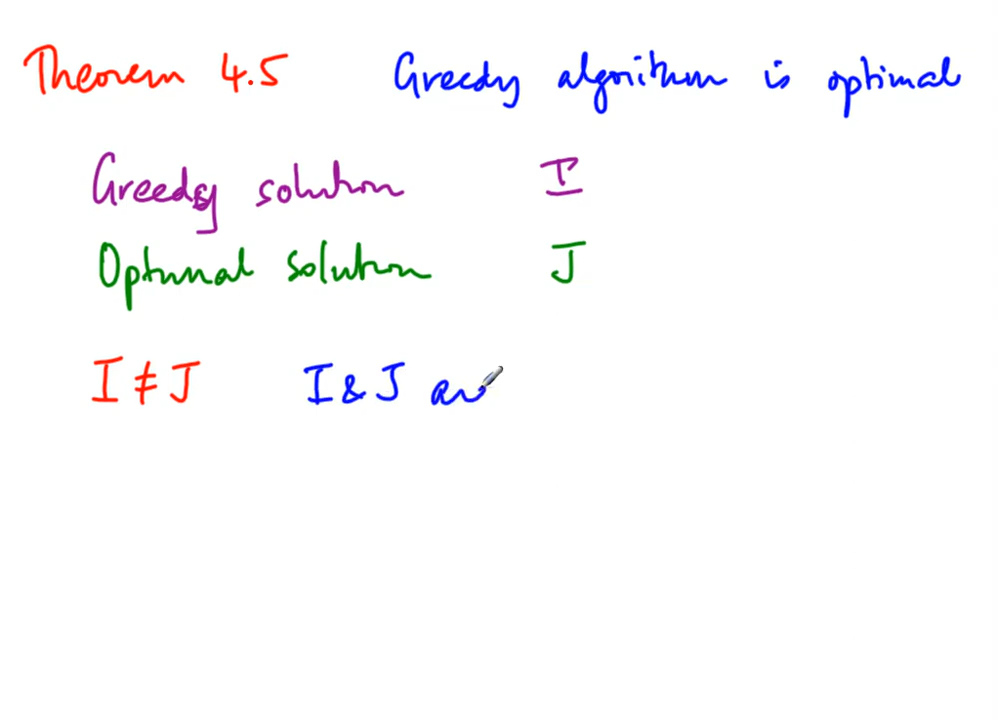 Theorem 4.5 Greedy algorithm is optimal
Greedy solution I
Optimal solution J
I ≠ J I & J